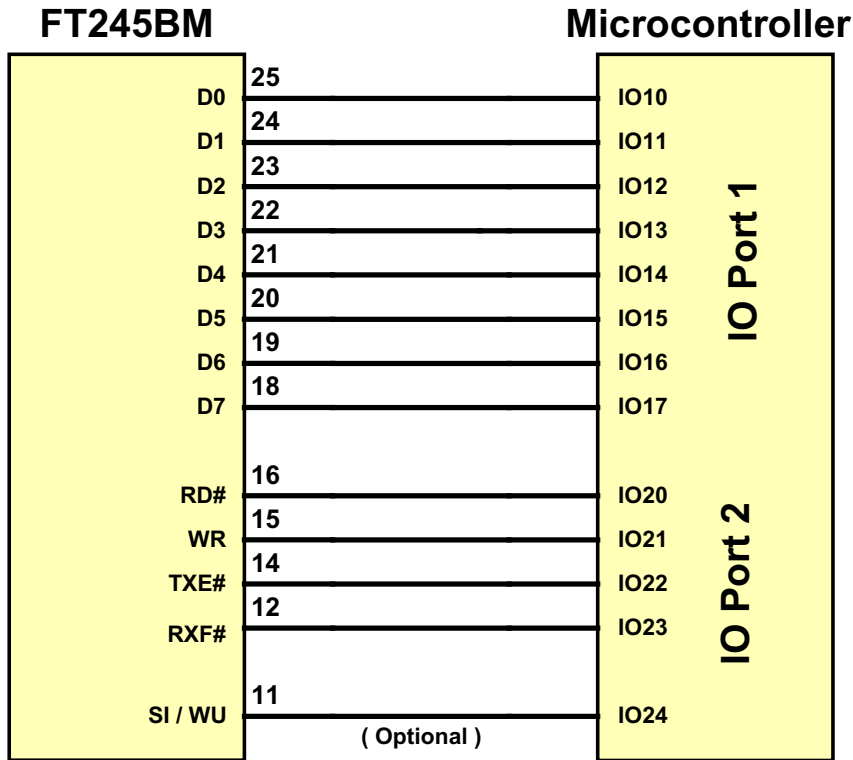 FT245BM
Microcontroller
D0 25 IO10
D1 24 IO11
D2 23 IO12
D3 22 IO13
D4 21 IO14
D5 20 IO15
D6 19 IO16
D7 18 IO17
IO Port 1
RD# 16 IO20
WR 15 IO21
TXE# 14 IO22
RXF# 12 IO23
SI / WU 11 IO24
( Optional )
IO Port 2